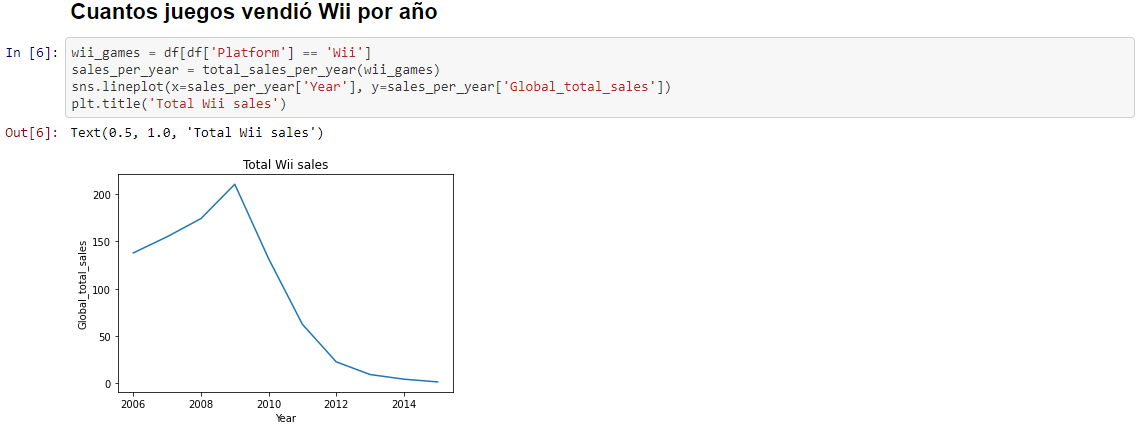 Cuantos juegos vendió Wii por año
In [6]: wii_games = df[df['Platform'] == 'Wii']
sales_per_year = total_sales_per_year(wii_games)
sns.lineplot(x=sales_per_year['Year'], y=sales_per_year['Global_total_sales'])
plt.title('Total Wii sales')
Out[6]: Text(0.5, 1.0, 'Total Wii sales')
Total Wii sales
200
150
100
50
0
Global_total_sales
2006 2008 2010 2012 2014
Year